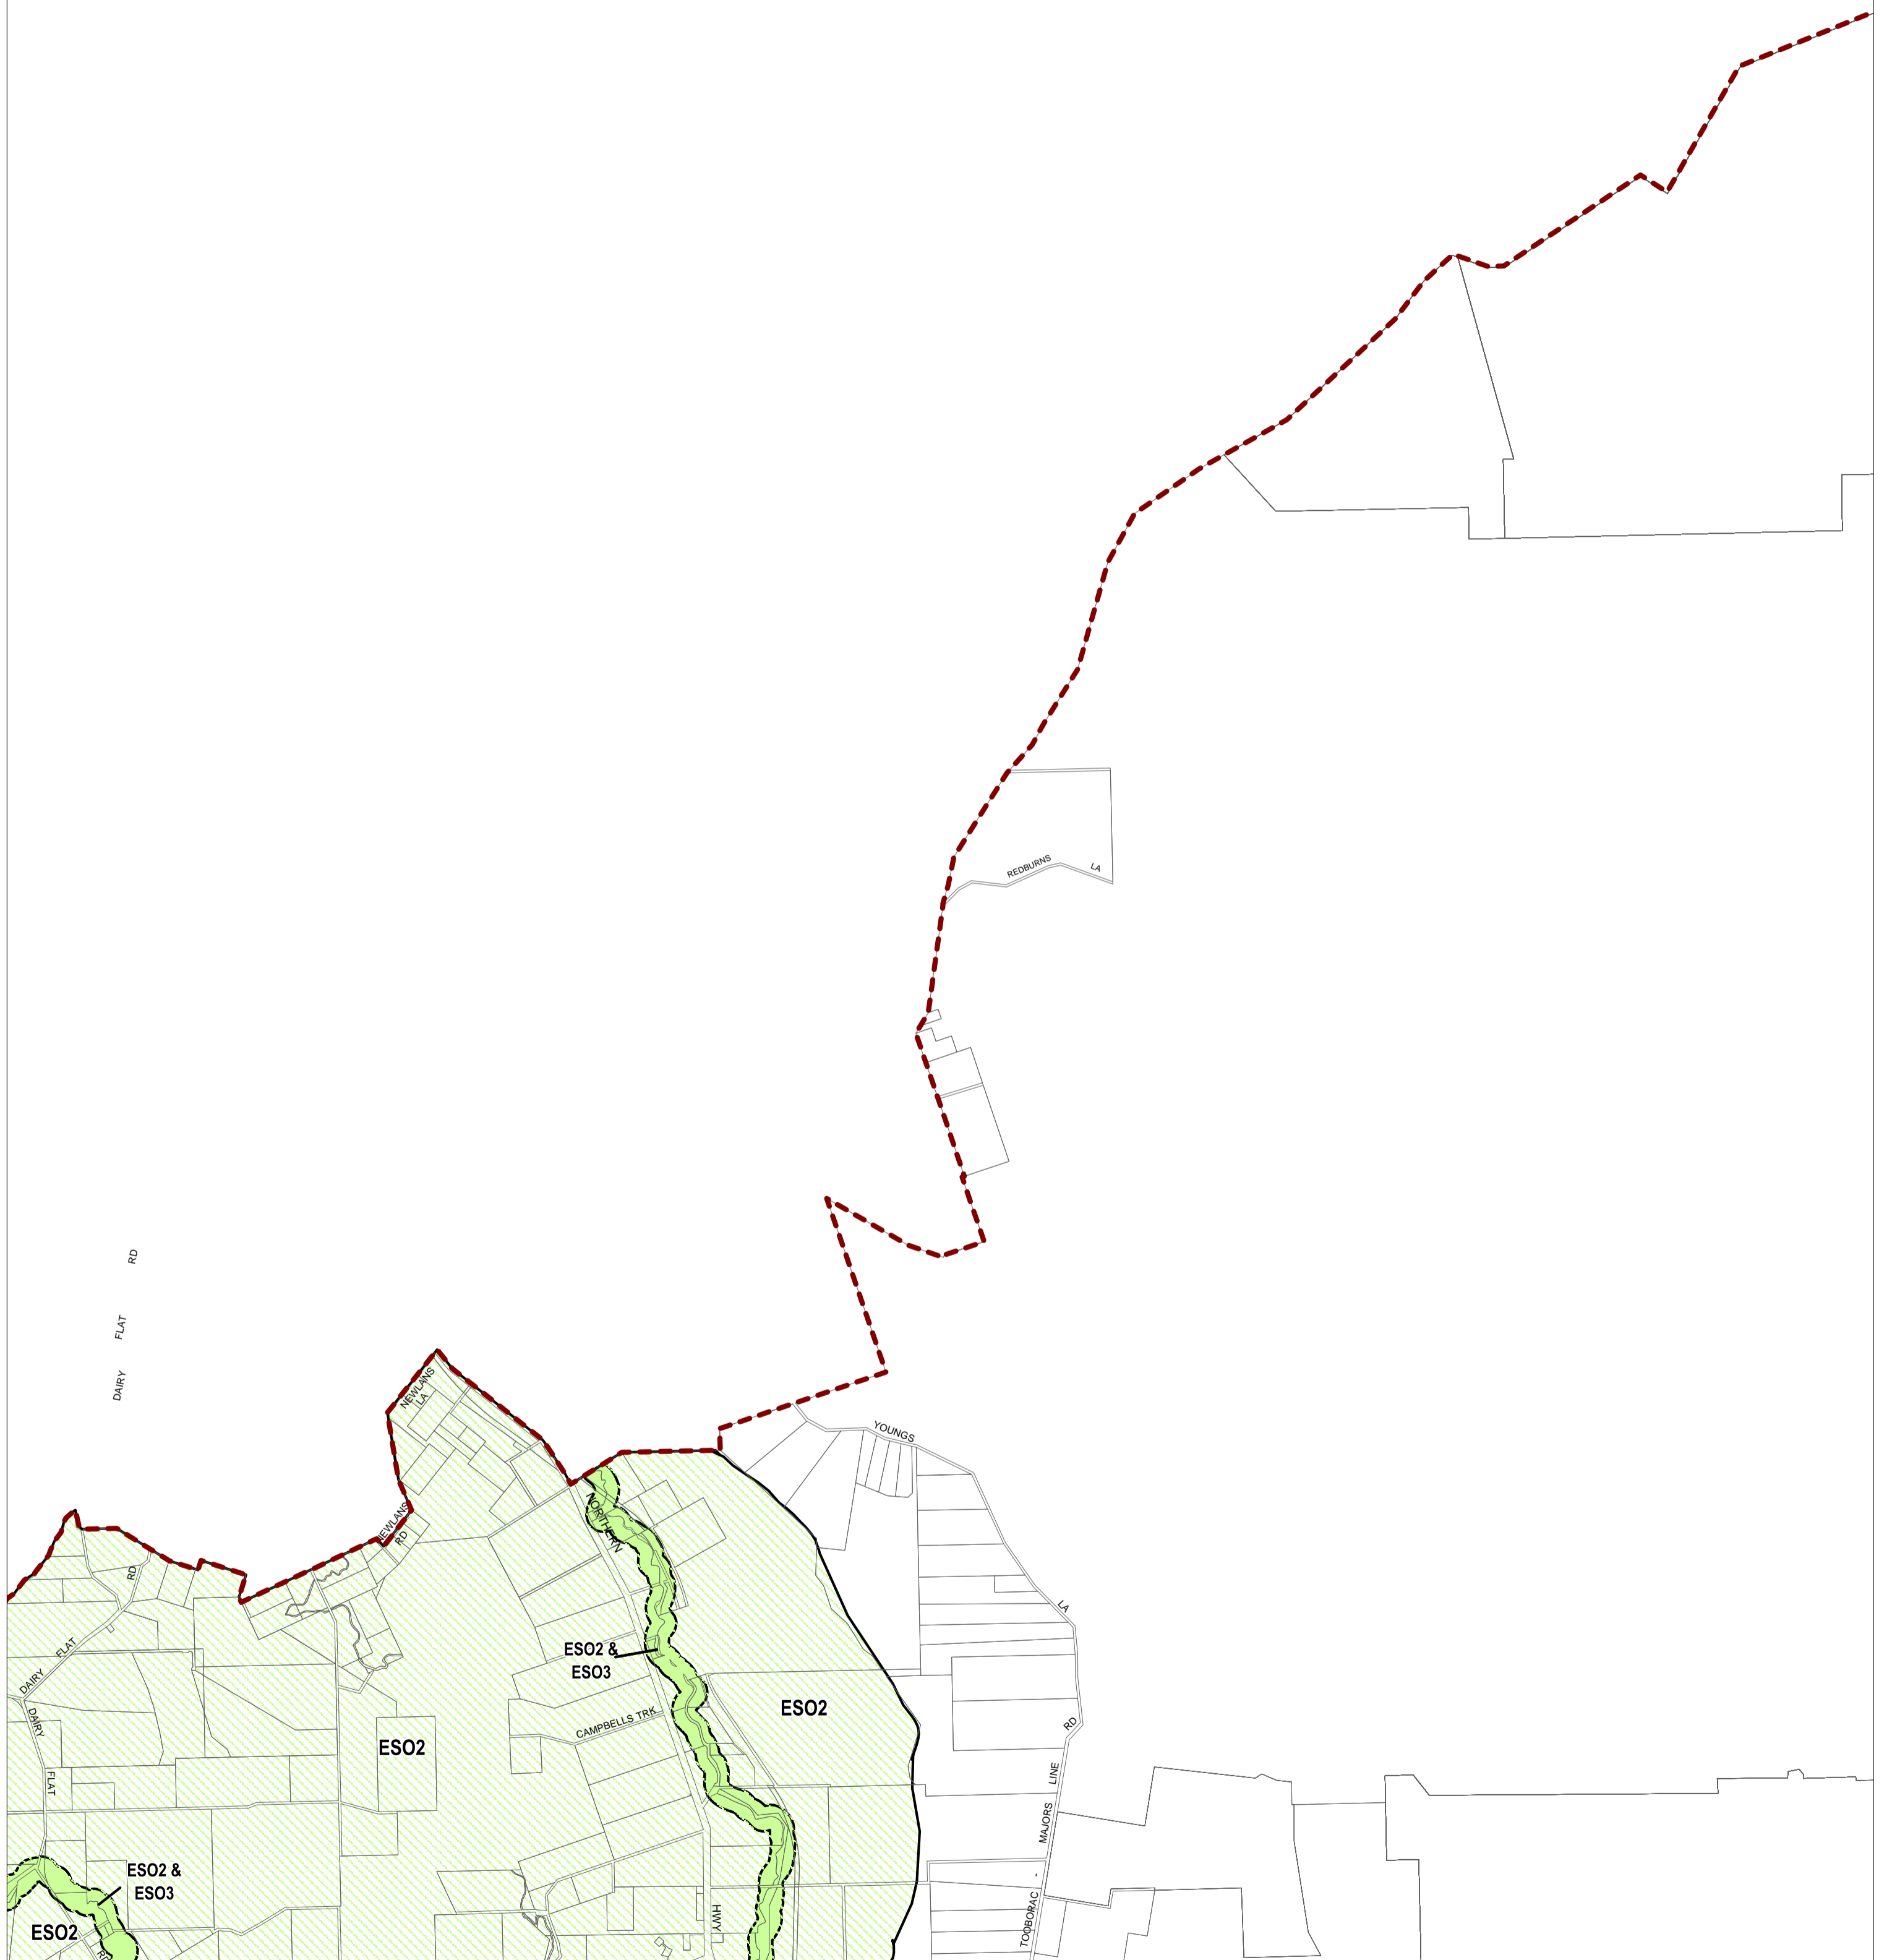 REDBURNS LA
RD
FLAT
DAIRY
NEWLANS
LA
YOUNGS
NEWLANS
RD
NORTHERN
RD
LA
DAIRY FLAT
ESO2 &
ESO3
ESO2
CAMPBELLS TRK
DAIRY
RD
ESO2
LINE
FLAT
MAJORS
ESO2 &
ESO3
-
TOOBORAC
HWY
ESO2
RD